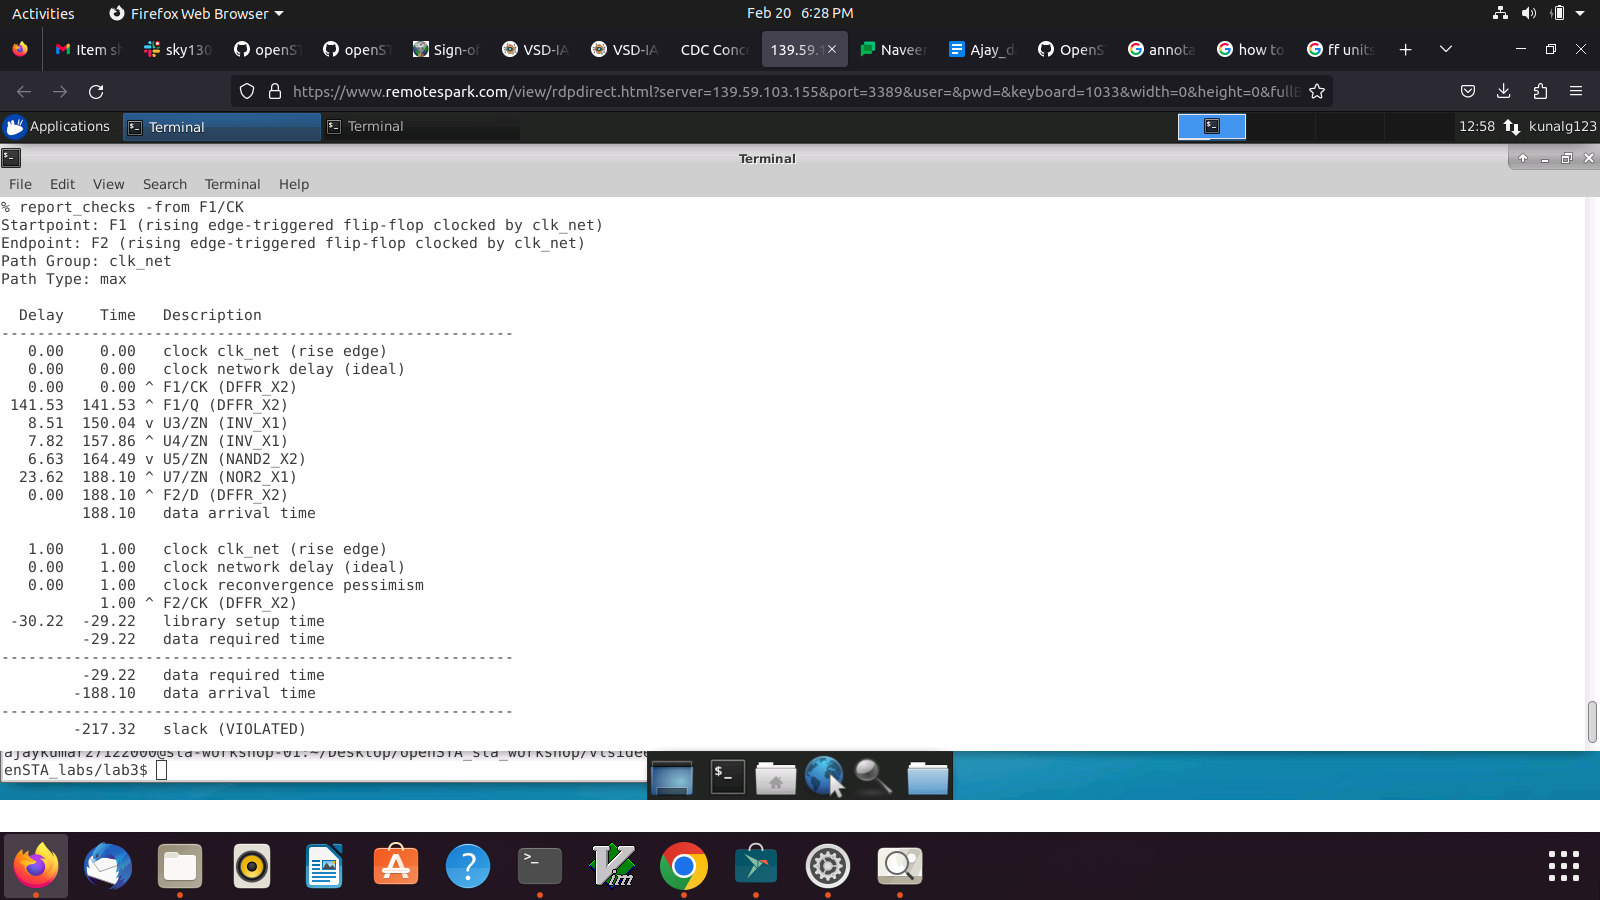 Activities
Firefox Web Browser
Feb 20 6:28 PM
Item sh
sky130
openST
openST
Sign-of
VSD-IA
VSD-IA
CDC Conc
139.59.1
Naveer
Ajay_d
OpenS
annota
how to
ff units
https://www.remotespark.com/view/rdpdirect.html?server=139.59.103.155&port=3389&user=&pwd=&keyboard=1033&width=0&height=0&full
Applications
Terminal
Terminal
12:58
kunalg123
Terminal
File Edit View Search Terminal Help
% report_checks -from F1/CK
Startpoint: F1 (rising edge-triggered flip-flop clocked by clk_net)
Endpoint: F2 (rising edge-triggered flip-flop clocked by clk_net)
Path Group: clk_net
Path Type: max
Delay Time Description
---------------------------------------------------------
0.00 0.00 clock clk_net (rise edge)
0.00 0.00 clock network delay (ideal)
0.00 0.00 ^ F1/CK (DFFR_X2)
141.53 141.53 ^ F1/Q (DFFR_X2)
8.51 150.04 v U3/ZN (INV_X1)
7.82 157.86 ^ U4/ZN (INV_X1)
6.63 164.49 v U5/ZN (NAND2_X2)
23.62 188.10 ^ U7/ZN (NOR2_X1)
0.00 188.10 ^ F2/D (DFFR_X2)
188.10 data arrival time
1.00 1.00 clock clk_net (rise edge)
0.00 1.00 clock network delay (ideal)
0.00 1.00 clock reconvergence pessimism
1.00 ^ F2/CK (DFFR_X2)
-30.22 -29.22 library setup time
-29.22 data required time
---------------------------------------------------------
-29.22 data required time
-188.10 data arrival time
---------------------------------------------------------
-217.32 slack (VIOLATED)
ajaykumar27122000@sta-workshop-01:~/Desktop/openSTA_sta_workshop/vlside
enSTA_labs/lab3$